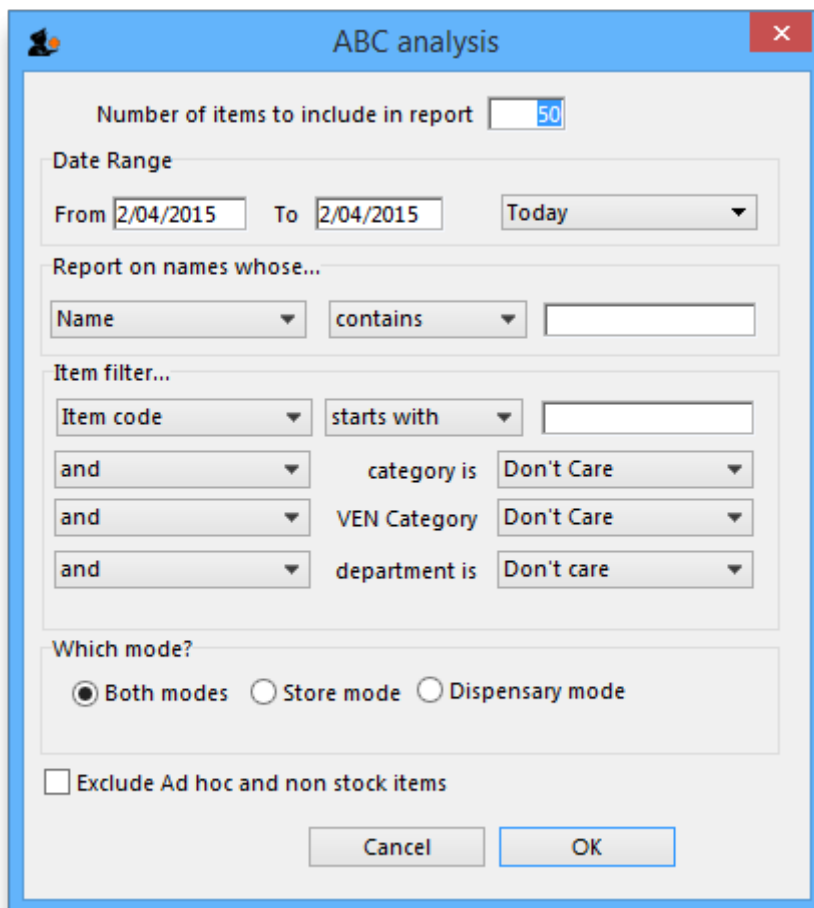 ABC analysis
Number of items to include in report 50
Date Range
From 2/04/2015 To 2/04/2015 Today
Report on names whose...
Name contains
Item filter...
Item code starts with
and category is Don't Care
and VEN Category Don't Care
and department is Don't care
Which mode?
Both modes Store mode Dispensary mode
Exclude Ad hoc and non stock items
Cancel OK